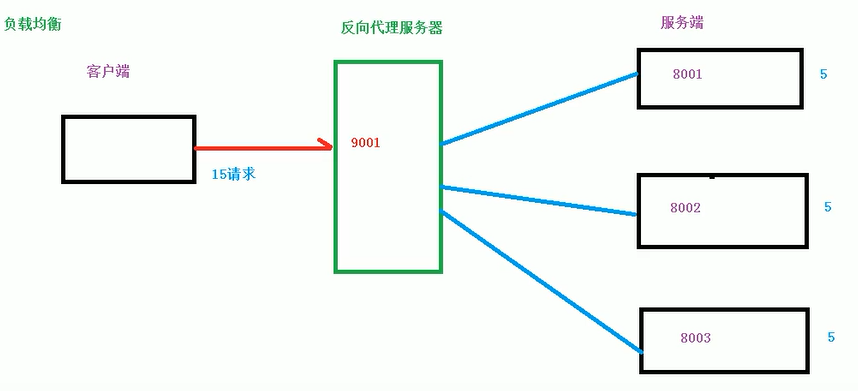 负载均衡
客户端
反向代理服务器
服务端
15请求
9001
8001
5
8002
5
8003
5